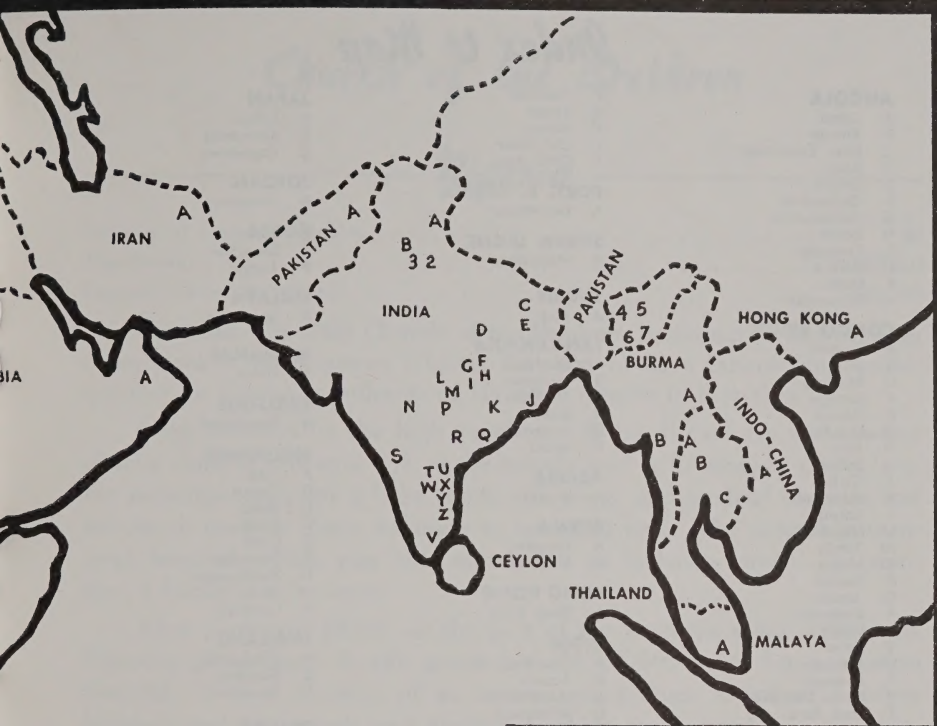 A
IRAN
PAKISTAN
A
A
B
3 2
INDIA
C
E
D
F
G H
I
L
M
N P K J
R Q
S
T U
W X
Y
Z
V
CEYLON
PAKISTAN
4 5
6 7
BURMA
HONG KONG
A
A
B A
B
C
INDO-CHINA
A
THAILAND
MALAYA
A
BIA
A